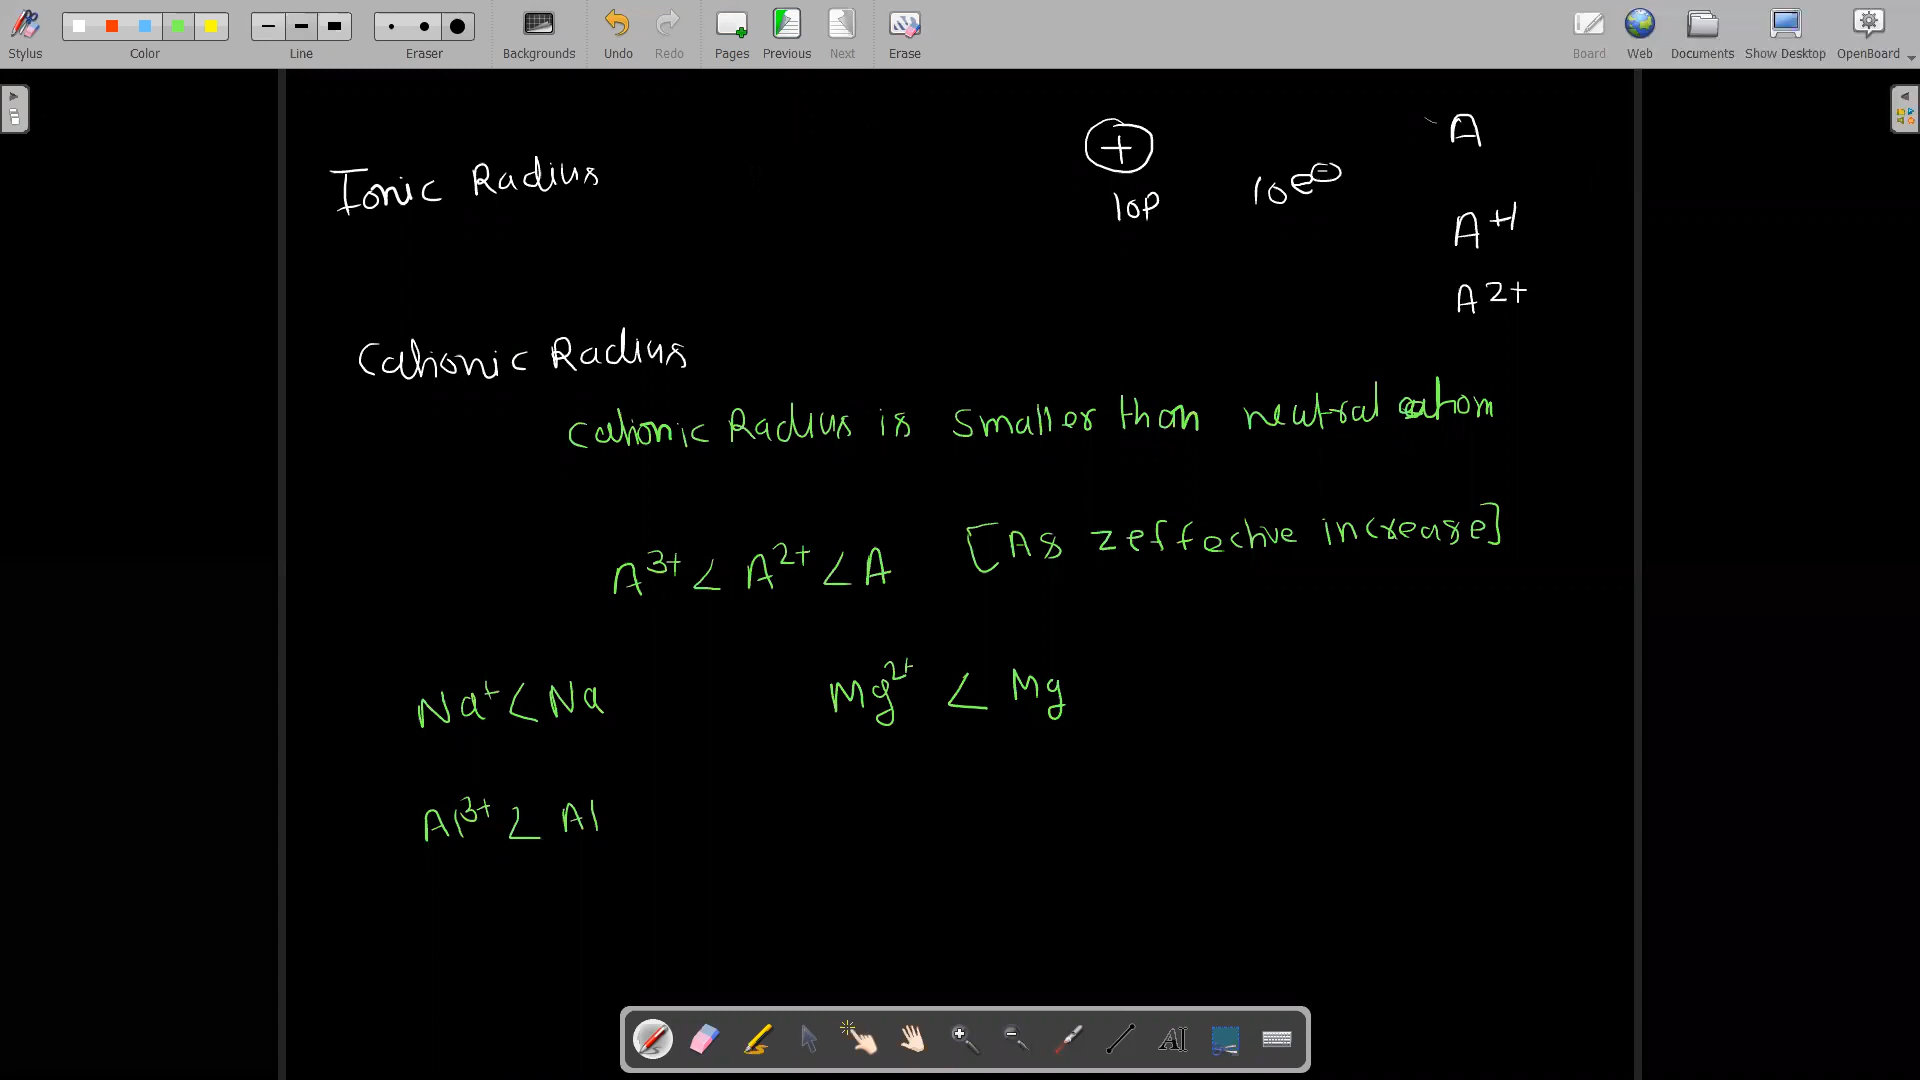 Stylus Color Line Eraser Backgrounds Undo Redo Pages Previous Next Erase Board Web Documents Show Desktop OpenBoard
Ionic Radius
+
10P
10e⊖
A
A+1
A2+
Cationic Radius
Cationic Radius is smaller than neutral atom
A3+ < A2+ < A [As zeffective increase]
Na+ < Na Mg2+ < Mg
Al3+ < Al